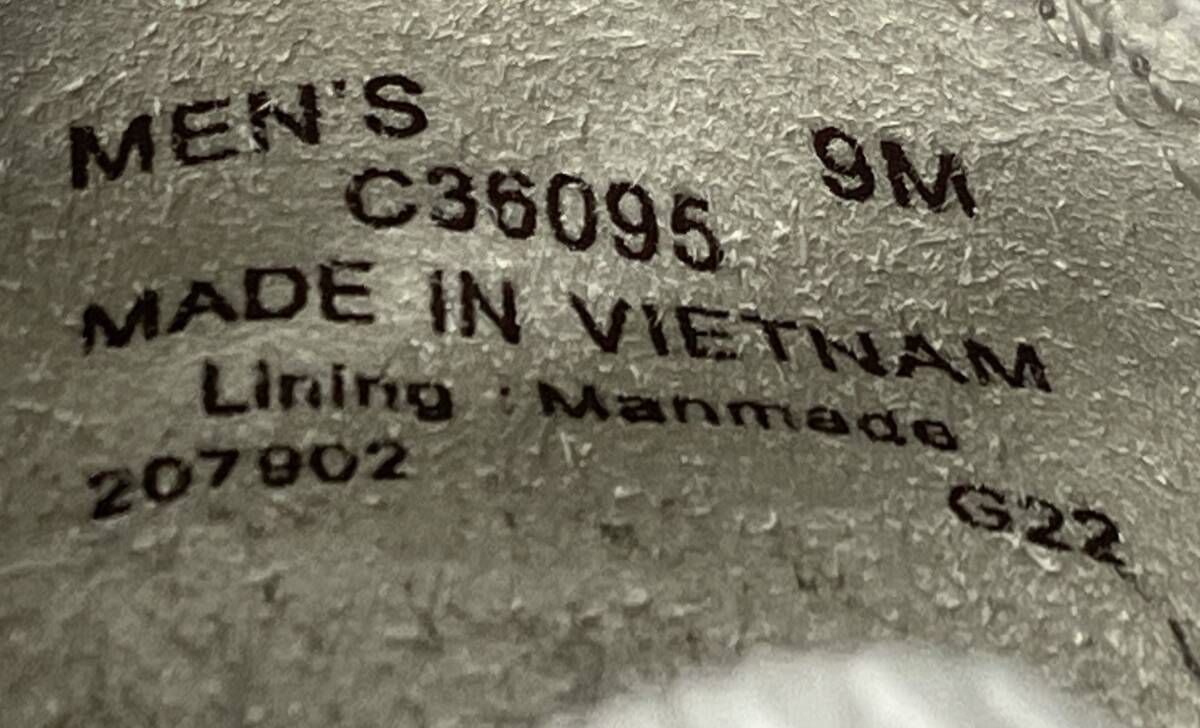 MEN'S
C36095 9M
MADE IN VIETNAM
Lining : Manmade
207802 G22